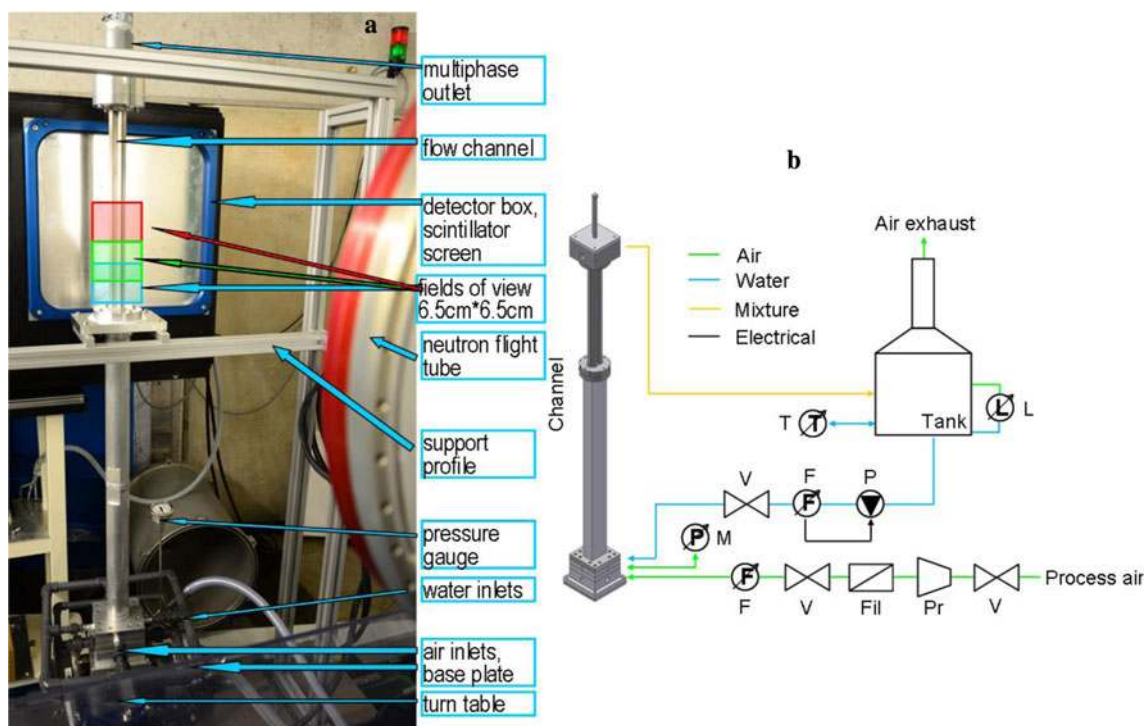 a
multiphase
outlet
flow channel
detector box,
scintillator
screen
fields of view
6.5cm*6.5cm
neutron flight
tube
support
profile
pressure
gauge
water inlets
air inlets,
base plate
turn table
b
Air exhaust
Air
Water
Mixture
Electrical
Channel
Tank
T T
L L
V F P
F
P M
Process air
F
F V Fil Pr V